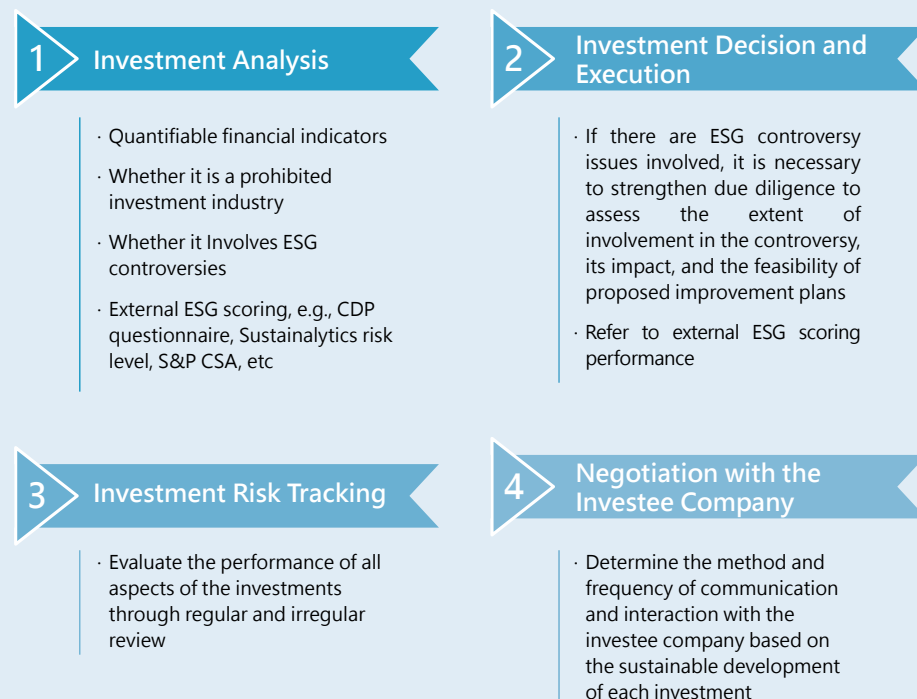 1
Investment Analysis
· Quantifiable financial indicators
· Whether it is a prohibited
investment industry
· Whether it Involves ESG
controversies
· External ESG scoring, e.g., CDP
questionnaire, Sustainalytics risk
level, S&P CSA, etc
2
Investment Decision and
Execution
· If there are ESG controversy
issues involved, it is necessary
to strengthen due diligence to
assess the extent of
involvement in the controversy,
its impact, and the feasibility of
proposed improvement plans
· Refer to external ESG scoring
performance
3
Investment Risk Tracking
· Evaluate the performance of all
aspects of the investments
through regular and irregular
review
4
Negotiation with the
Investee Company
· Determine the method and
frequency of communication
and interaction with the
investee company based on
the sustainable development
of each investment